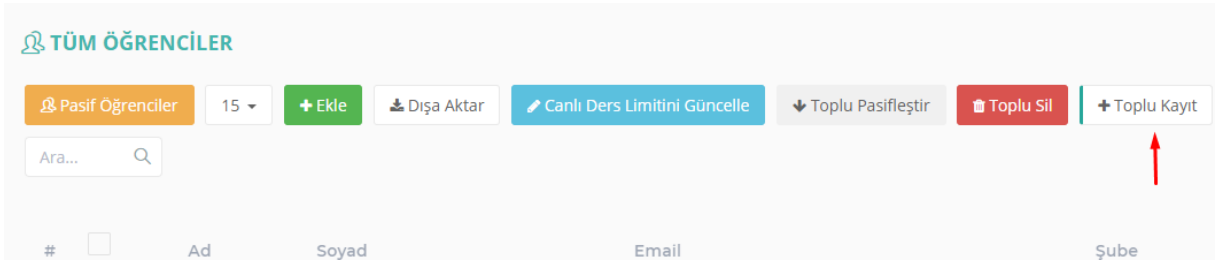 TÜM ÖĞRENCİLER
Pasif Öğrenciler 15 Ekle Dışa Aktar Canlı Ders Limitini Güncelle Toplu Pasifleştir Toplu Sil Toplu Kayıt
Ara...
# Ad Soyad Email Şube